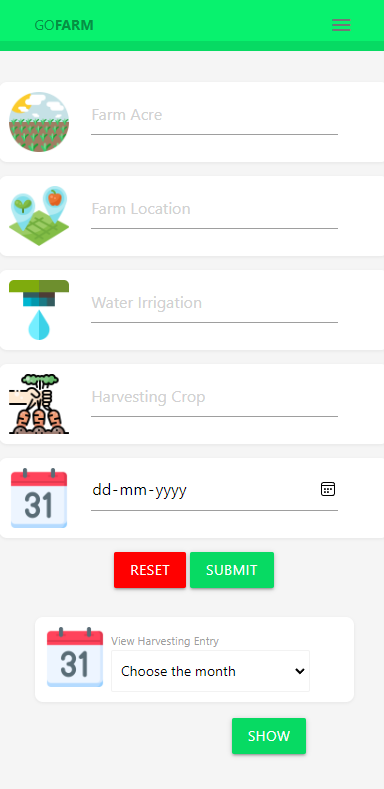 GOFARM
Farm Acre
Farm Location
Water Irrigation
Harvesting Crop
31
dd-mm-yyyy
RESET SUBMIT
31
View Harvesting Entry
Choose the month
SHOW